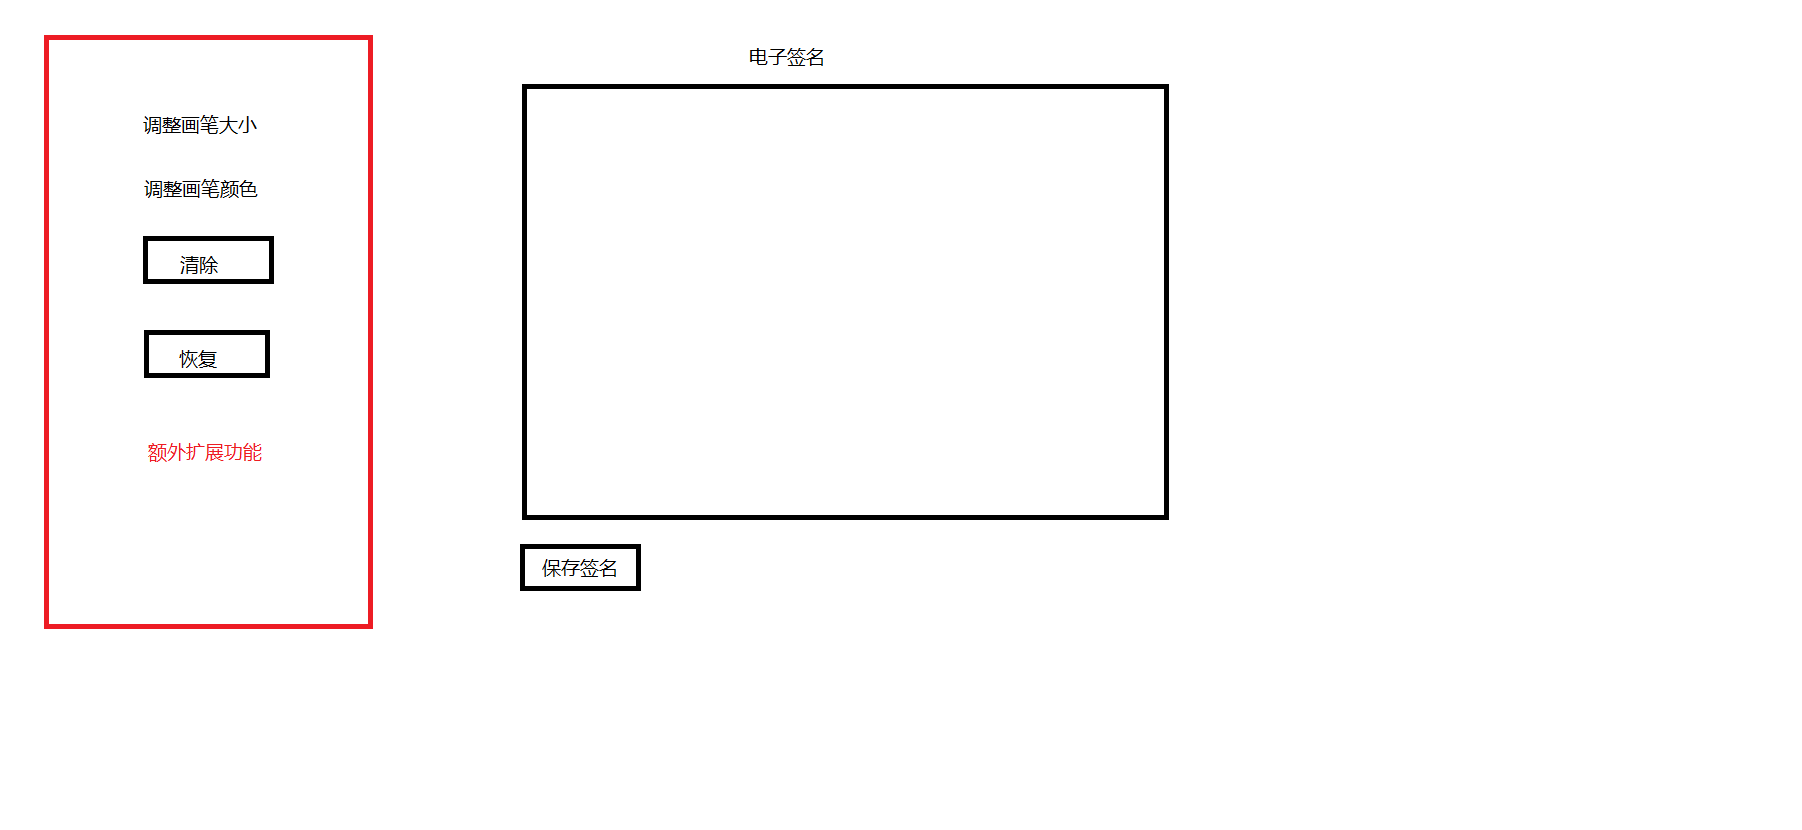 调整画笔大小
调整画笔颜色
清除
恢复
额外扩展功能
电子签名
保存签名